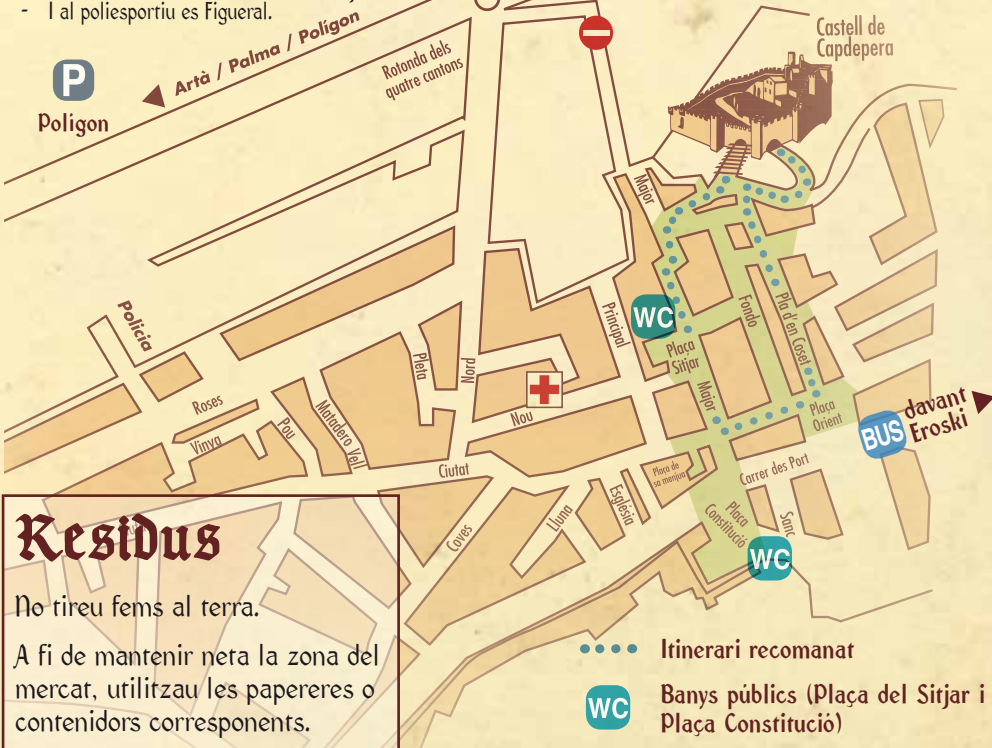 - I al poliesportiu es Figueral.
P
Polígon
Artà / Palma / Polígon
Rotonda dels
quatre cantons
Castell de
Capdepera
Major
Policia
Pleta
Nord
Principal
WC
Plaça
Sitjar
Fondo
Pla d'en Coset
Roses
Vinya
Pou
Matadero Vell
Nou
Major
Plaça
Orient
BUS
davant
Eroski
Ciutat
Plaça de
sa menjua
Carrer des Port
Coves
Lluna
Església
Plaça
Constitució
Sanc
WC
Residus
No tireu fems al terra.
A fi de mantenir neta la zona del
mercat, utilitzau les papereres o
contenidors corresponents.
Itinerari recomanat
WC
Banys públics (Plaça del Sitjar i
Plaça Constitució)